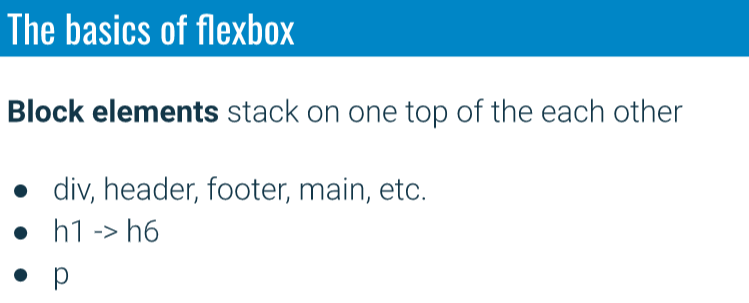 The basics of flexbox
Block elements stack on one top of the each other
● div, header, footer, main, etc.
● h1 -> h6
● p